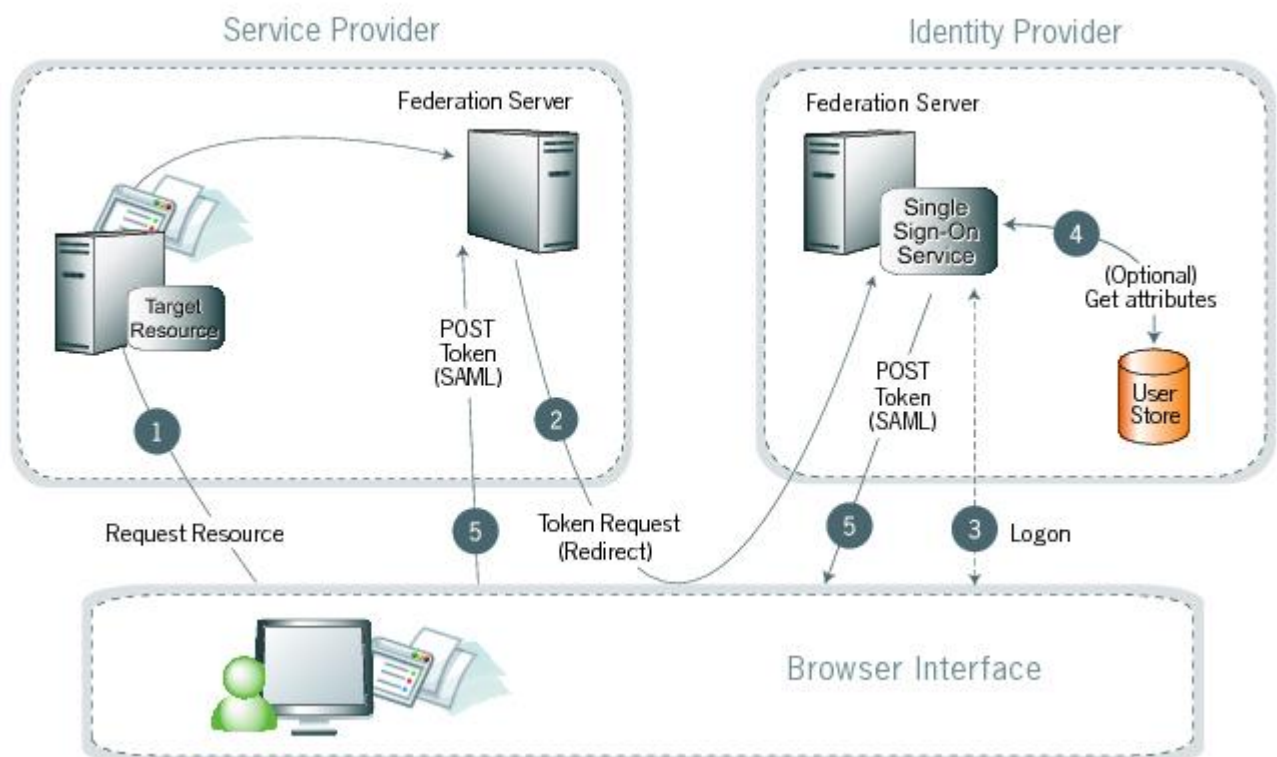 Service Provider
Identity Provider
Federation Server
Federation Server
Target
Resource
Single
Sign-On
Service
4
(Optional)
Get attributes
User
Store
POST
Token
(SAML)
POST
Token
(SAML)
1
2
Request Resource
5
Token Request
(Redirect)
5
3
Logon
Browser Interface